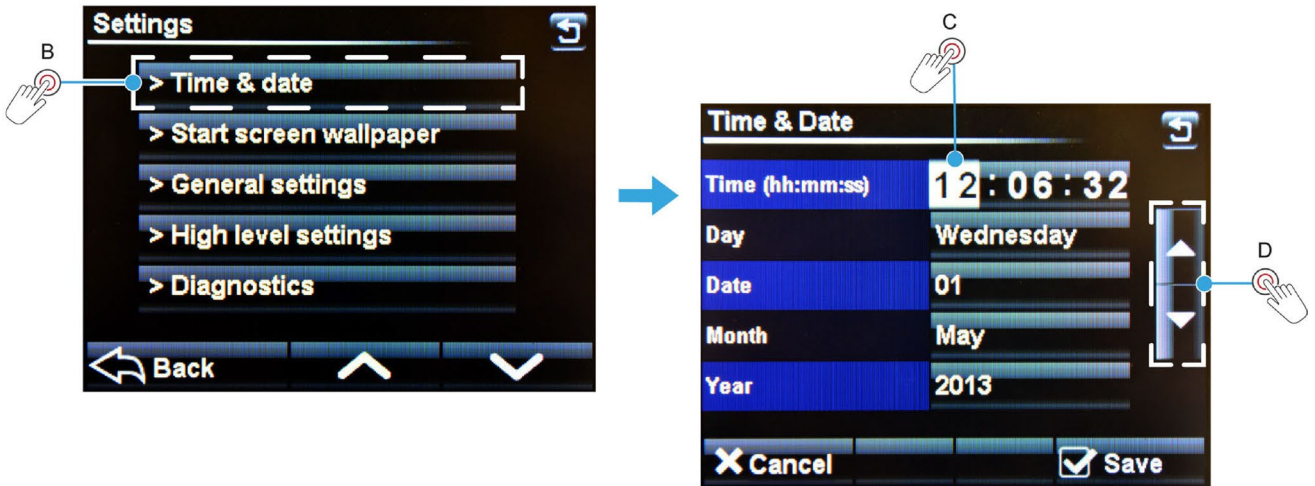 Settings
B
> Time & date
> Start screen wallpaper
> General settings
> High level settings
> Diagnostics
Back
C
Time & Date
Time (hh:mm:ss) 12:06:32
Day Wednesday
Date 01
Month May
Year 2013
D
Cancel Save